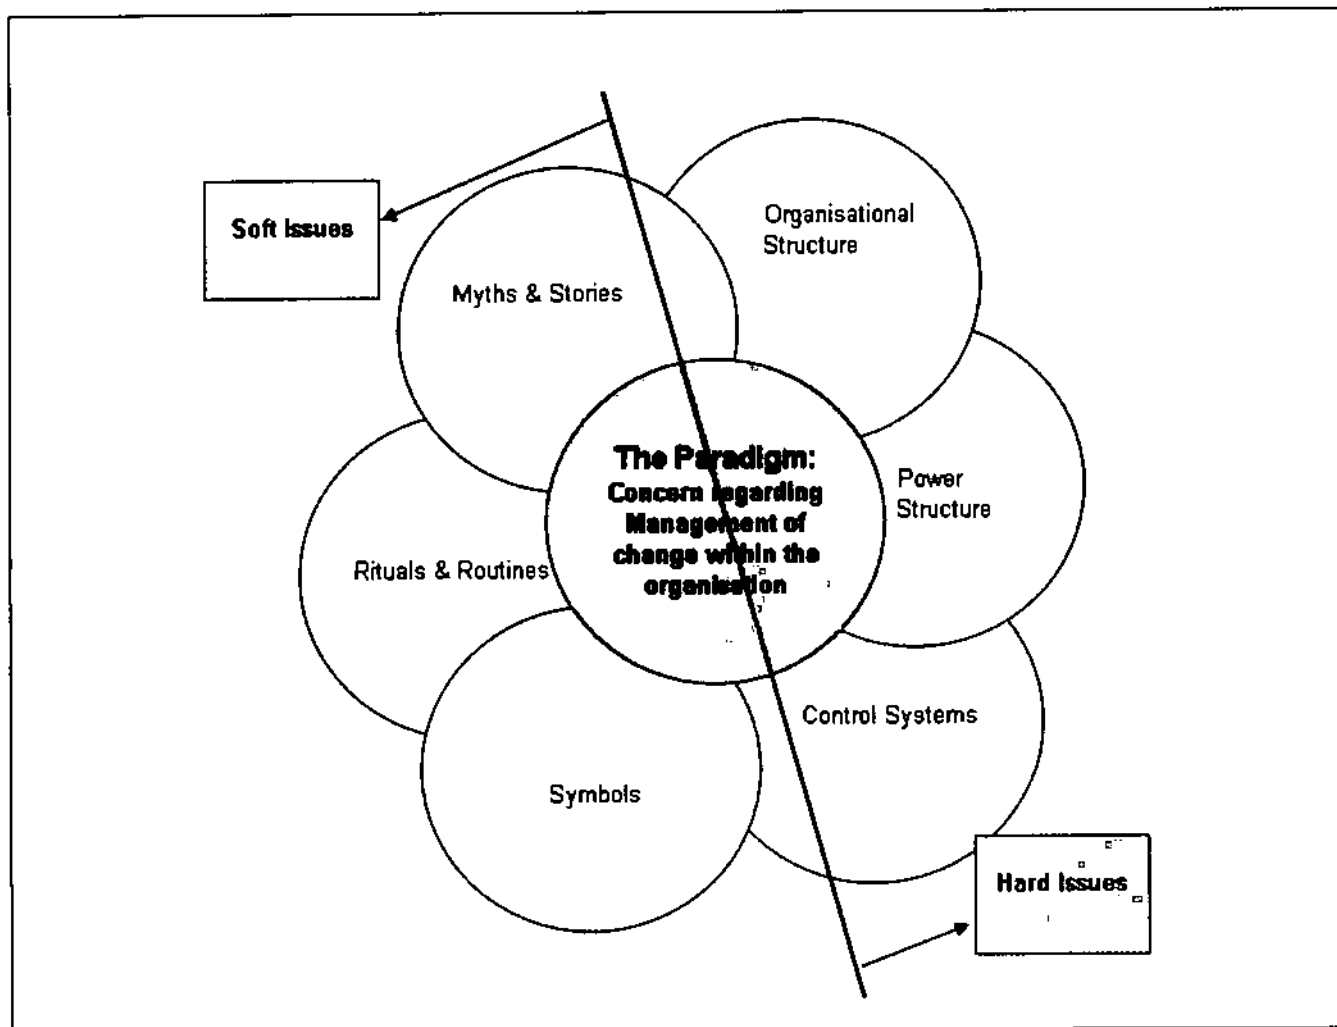 Soft Issues
Organisational
Structure
Myths & Stories
The Paradigm:
Concern regarding
Management of
change within the
organisation
Power
Structure
Rituals & Routines
Control Systems
Symbols
Hard Issues